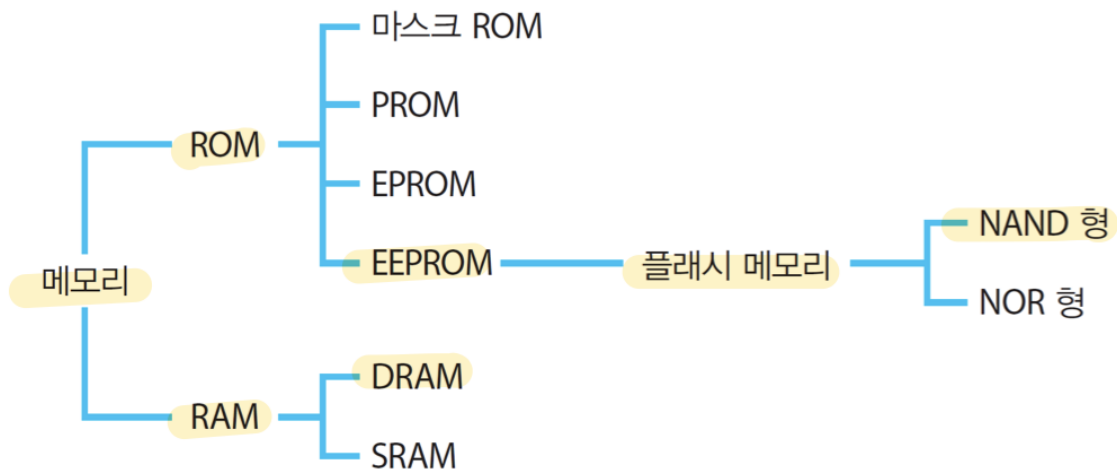 마스크 ROM
PROM
ROM
EPROM
NAND 형
EEPROM
플래시 메모리
메모리
NOR 형
DRAM
RAM
SRAM